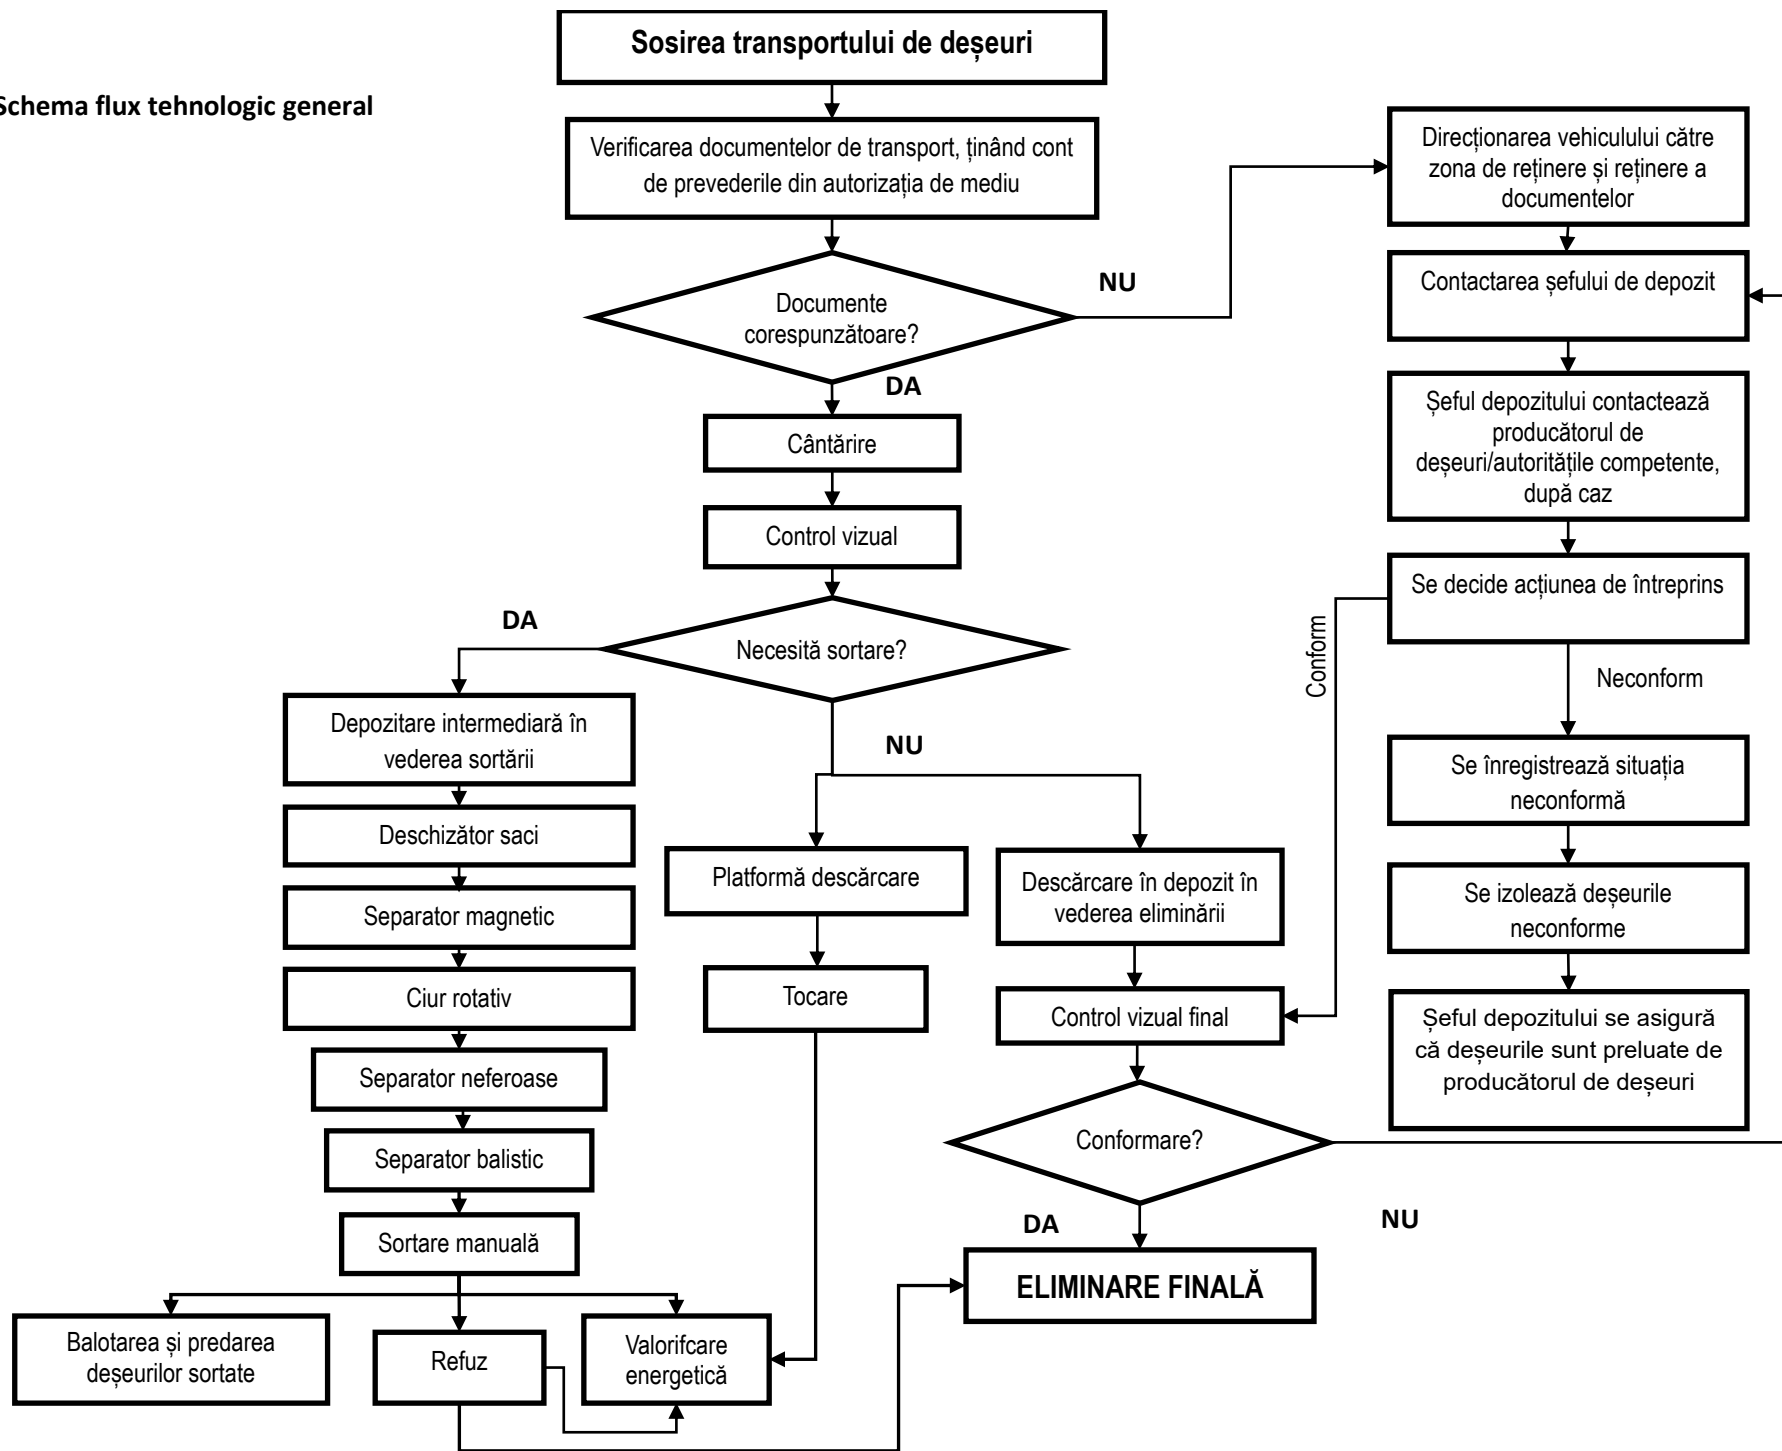 Sosirea transportului de deșeuri
Schema flux tehnologic general
Verificarea documentelor de transport, ținând cont
de prevederile din autorizația de mediu
Documente
corespunzătoare?
NU
DA
Cântărire
Control vizual
Necesită sortare?
DA
NU
Depozitare intermediară în
vederea sortării
Deschizător saci
Separator magnetic
Ciur rotativ
Separator neferoase
Separator balistic
Sortare manuală
Balotarea și predarea
deșeurilor sortate
Refuz
Valorifcare
energetică
Platformă descărcare
Tocare
Descărcare în depozit în
vederea eliminării
Control vizual final
Conformare?
DA
NU
ELIMINARE FINALĂ
Direcționarea vehiculului către
zona de reținere și reținere a
documentelor
Contactarea șefului de depozit
Șeful depozitului contactează
producătorul de
deșeuri/autoritățile competente,
după caz
Se decide acțiunea de întreprins
Conform
Neconform
Se înregistrează situația
neconformă
Se izolează deșeurile
neconforme
Șeful depozitului se asigură
că deșeurile sunt preluate de
producătorul de deșeuri